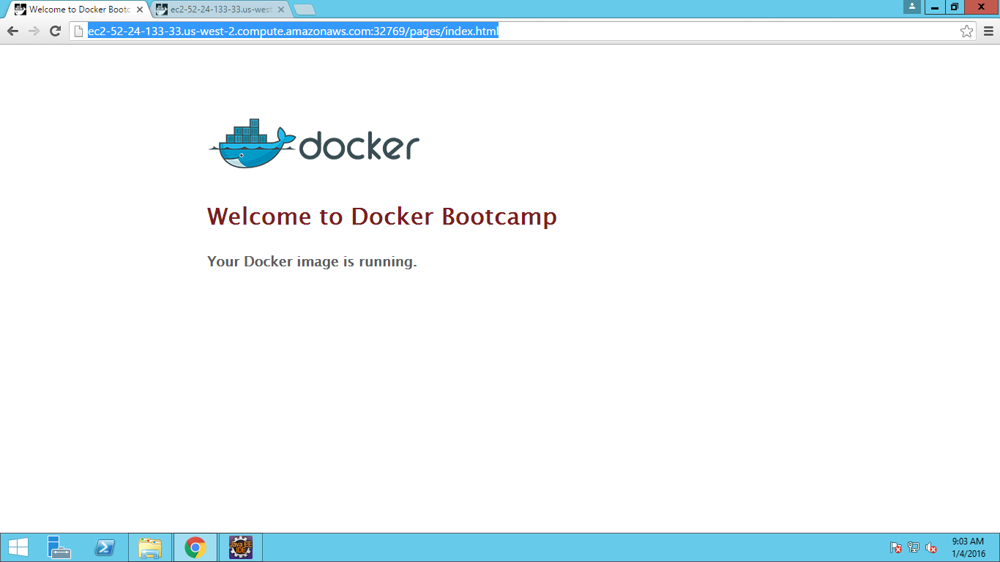 Welcome to Docker Bootc
ec2-52-24-133-33.us-west
ec2-52-24-133-33.us-west-2.compute.amazonaws.com:32769/pages/index.html
docker
Welcome to Docker Bootcamp
Your Docker image is running.
Java EE
IDE
9:03 AM
1/4/2016